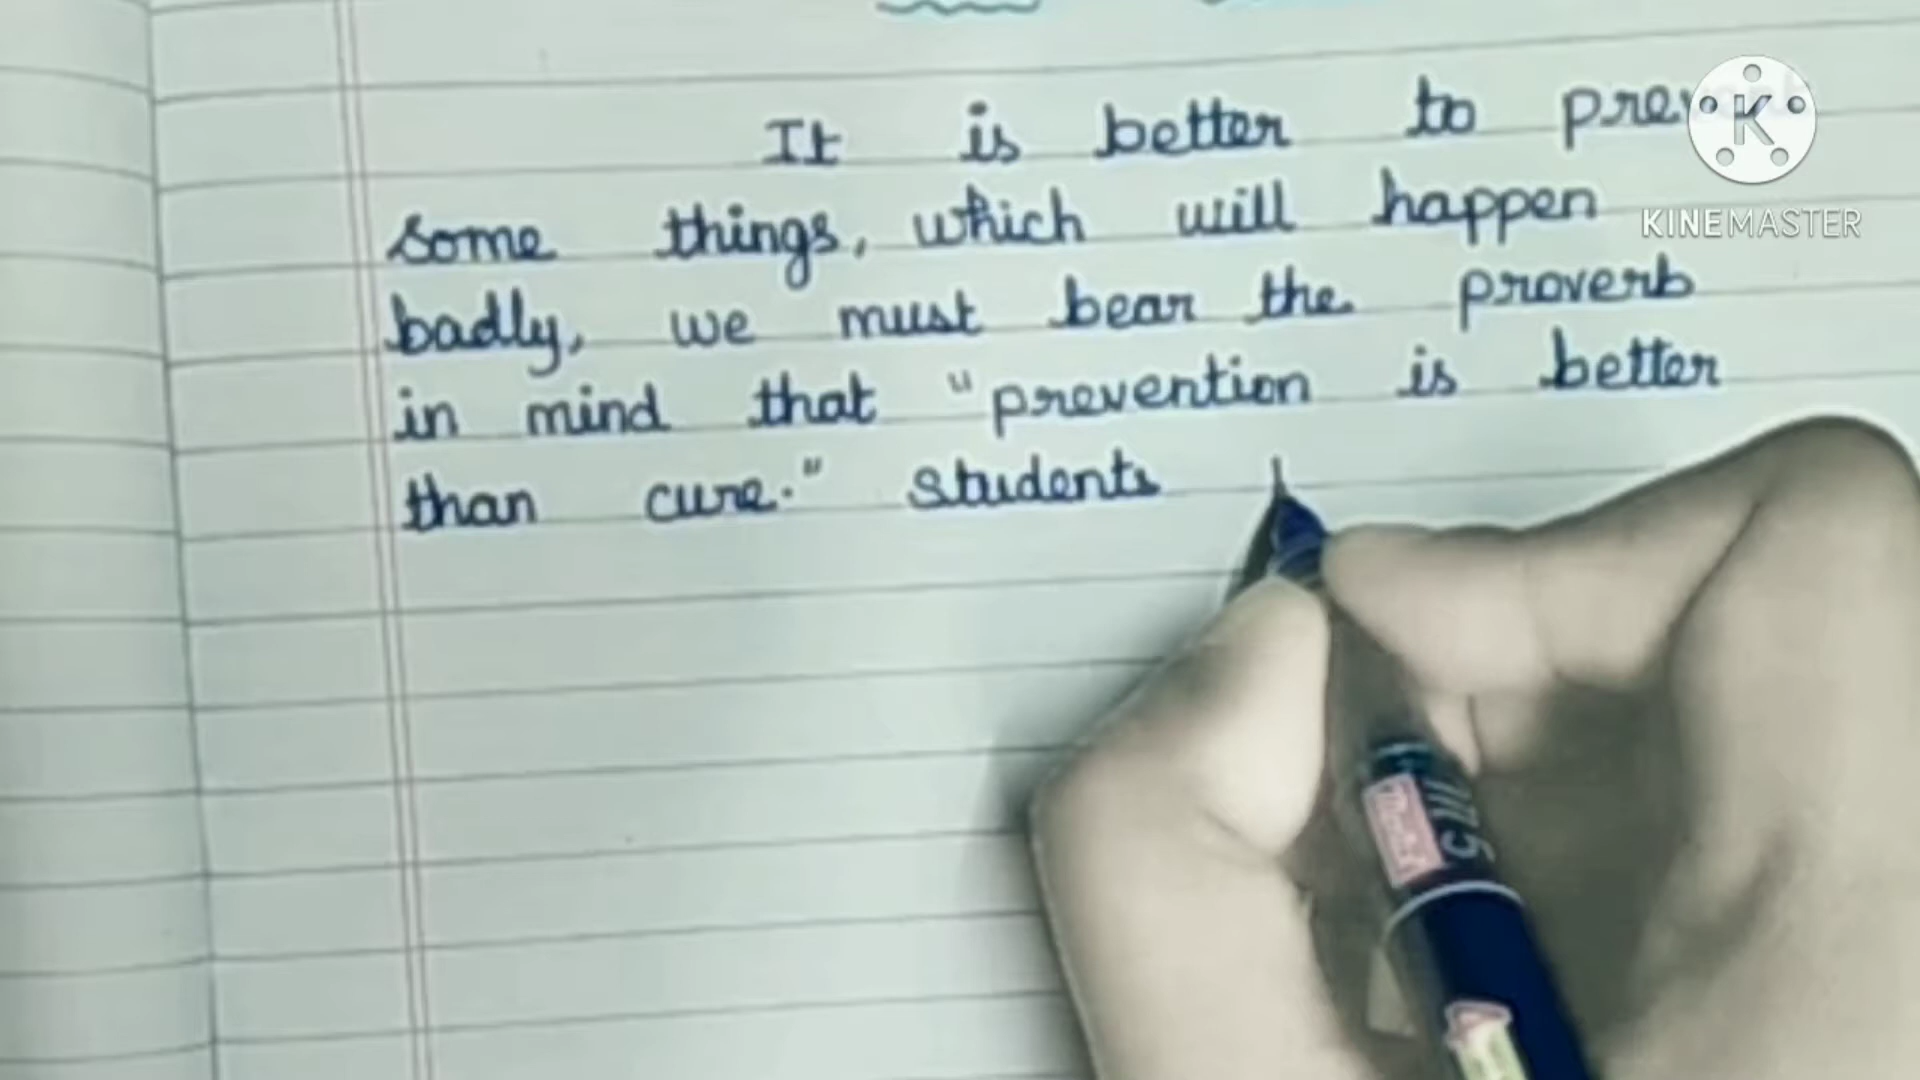 It is better to
some things, which will happen
badly, we must bear the proverb
in mind that "prevention is better
than cure." students
KINEMASTER